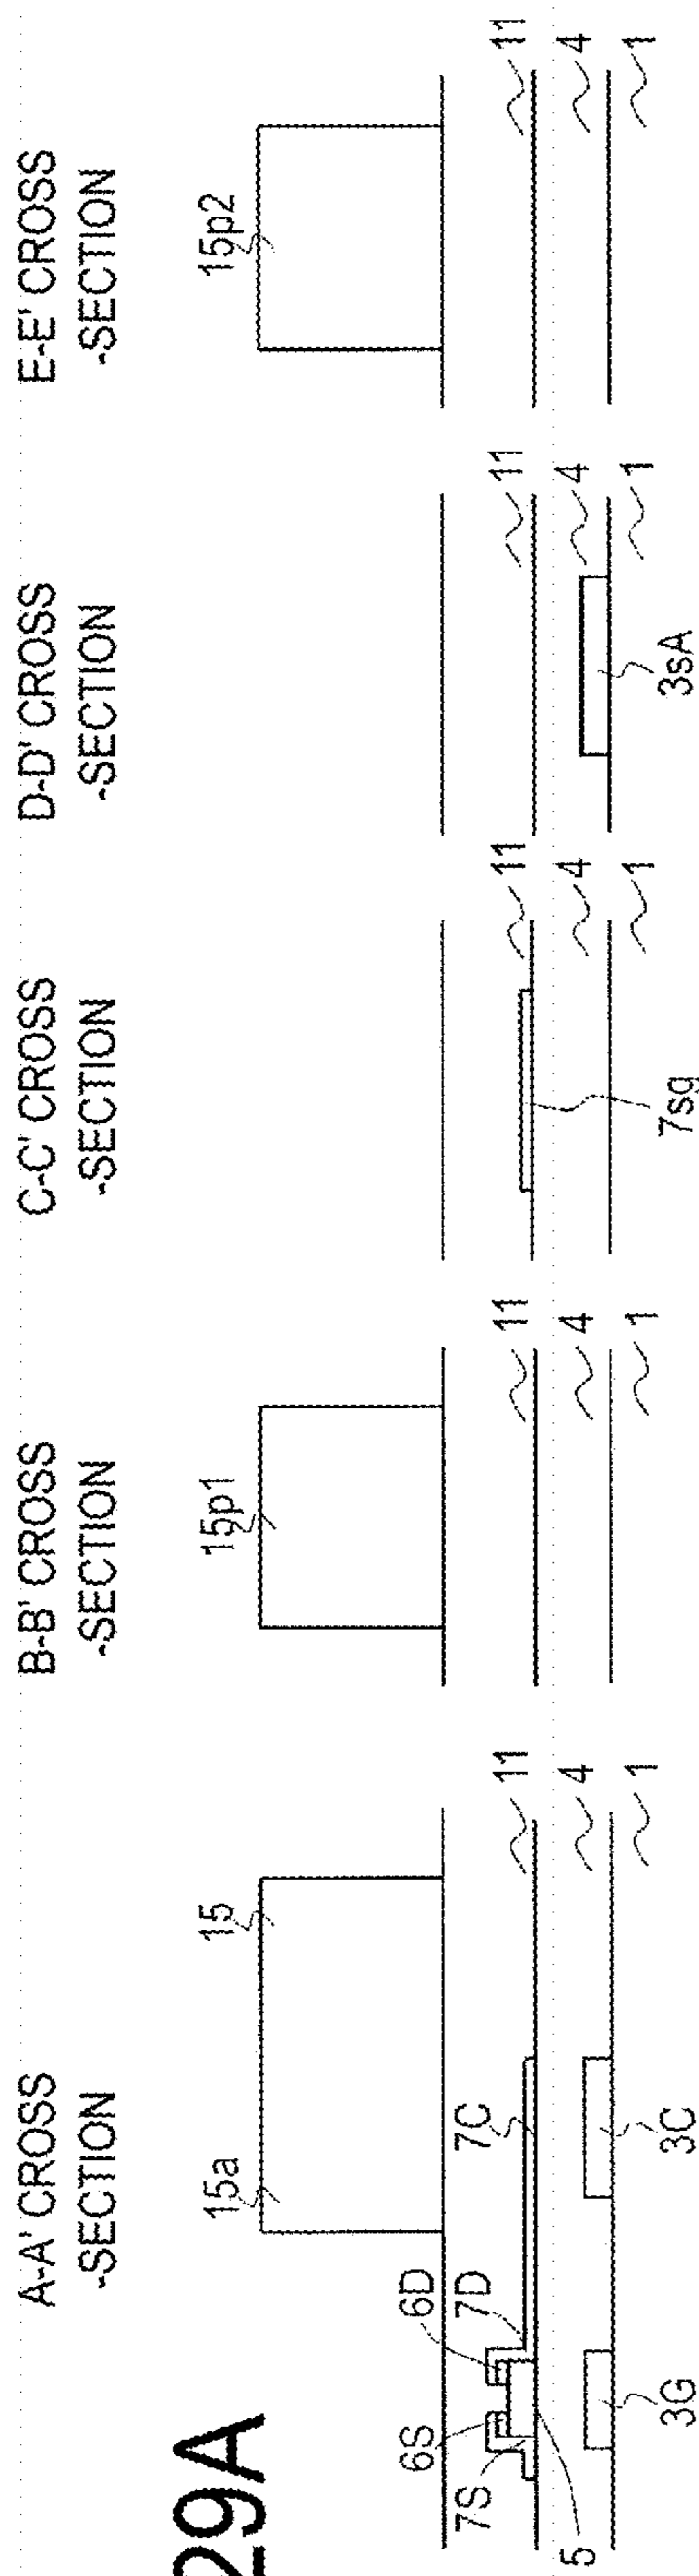 29A
A-A' CROSS
-SECTION
B-B' CROSS
-SECTION
C-C' CROSS
-SECTION
D-D' CROSS
-SECTION
E-E' CROSS
-SECTION
15a
15
15p1
15p2
6S
6D
7S
7D
7C
11
4
1
11
4
1
11
4
1
11
4
1
11
4
1
5
3G
3C
7sg
3sA